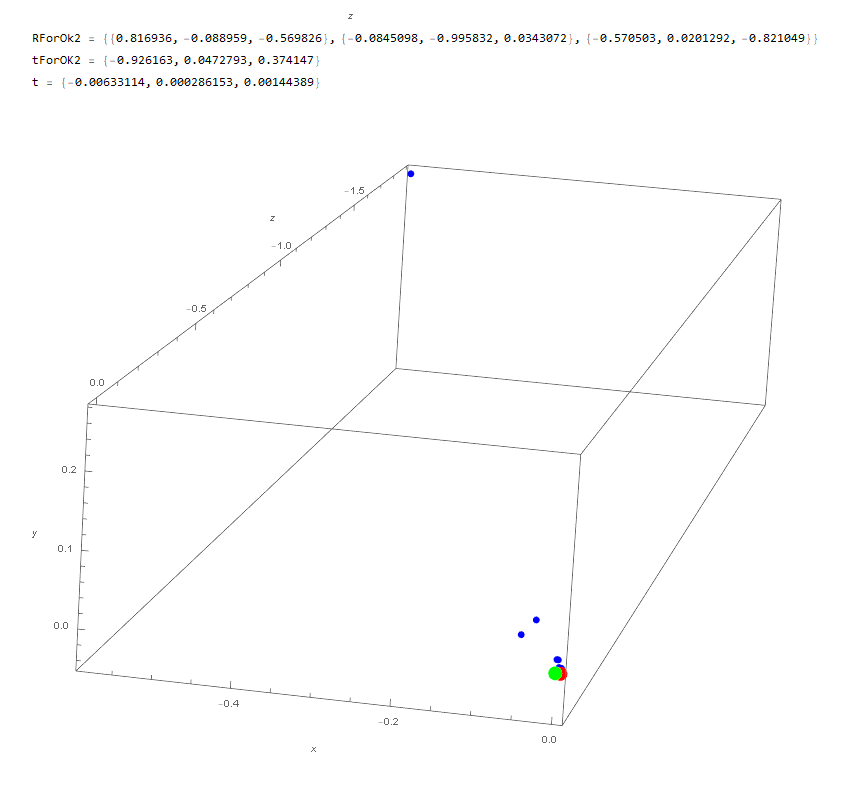 z
RForOk2 = {{0.816936, -0.088959, -0.569826}, {-0.0845098, -0.995832, 0.0343072}, {-0.570503, 0.0201292, -0.821049}}
tForOK2 = {-0.926163, 0.0472793, 0.374147}
t = {-0.00633114, 0.000286153, 0.00144389}
-1.5
z
-1.0
-0.5
0.0
0.2
y
0.1
0.0
-0.4
-0.2
0.0
x